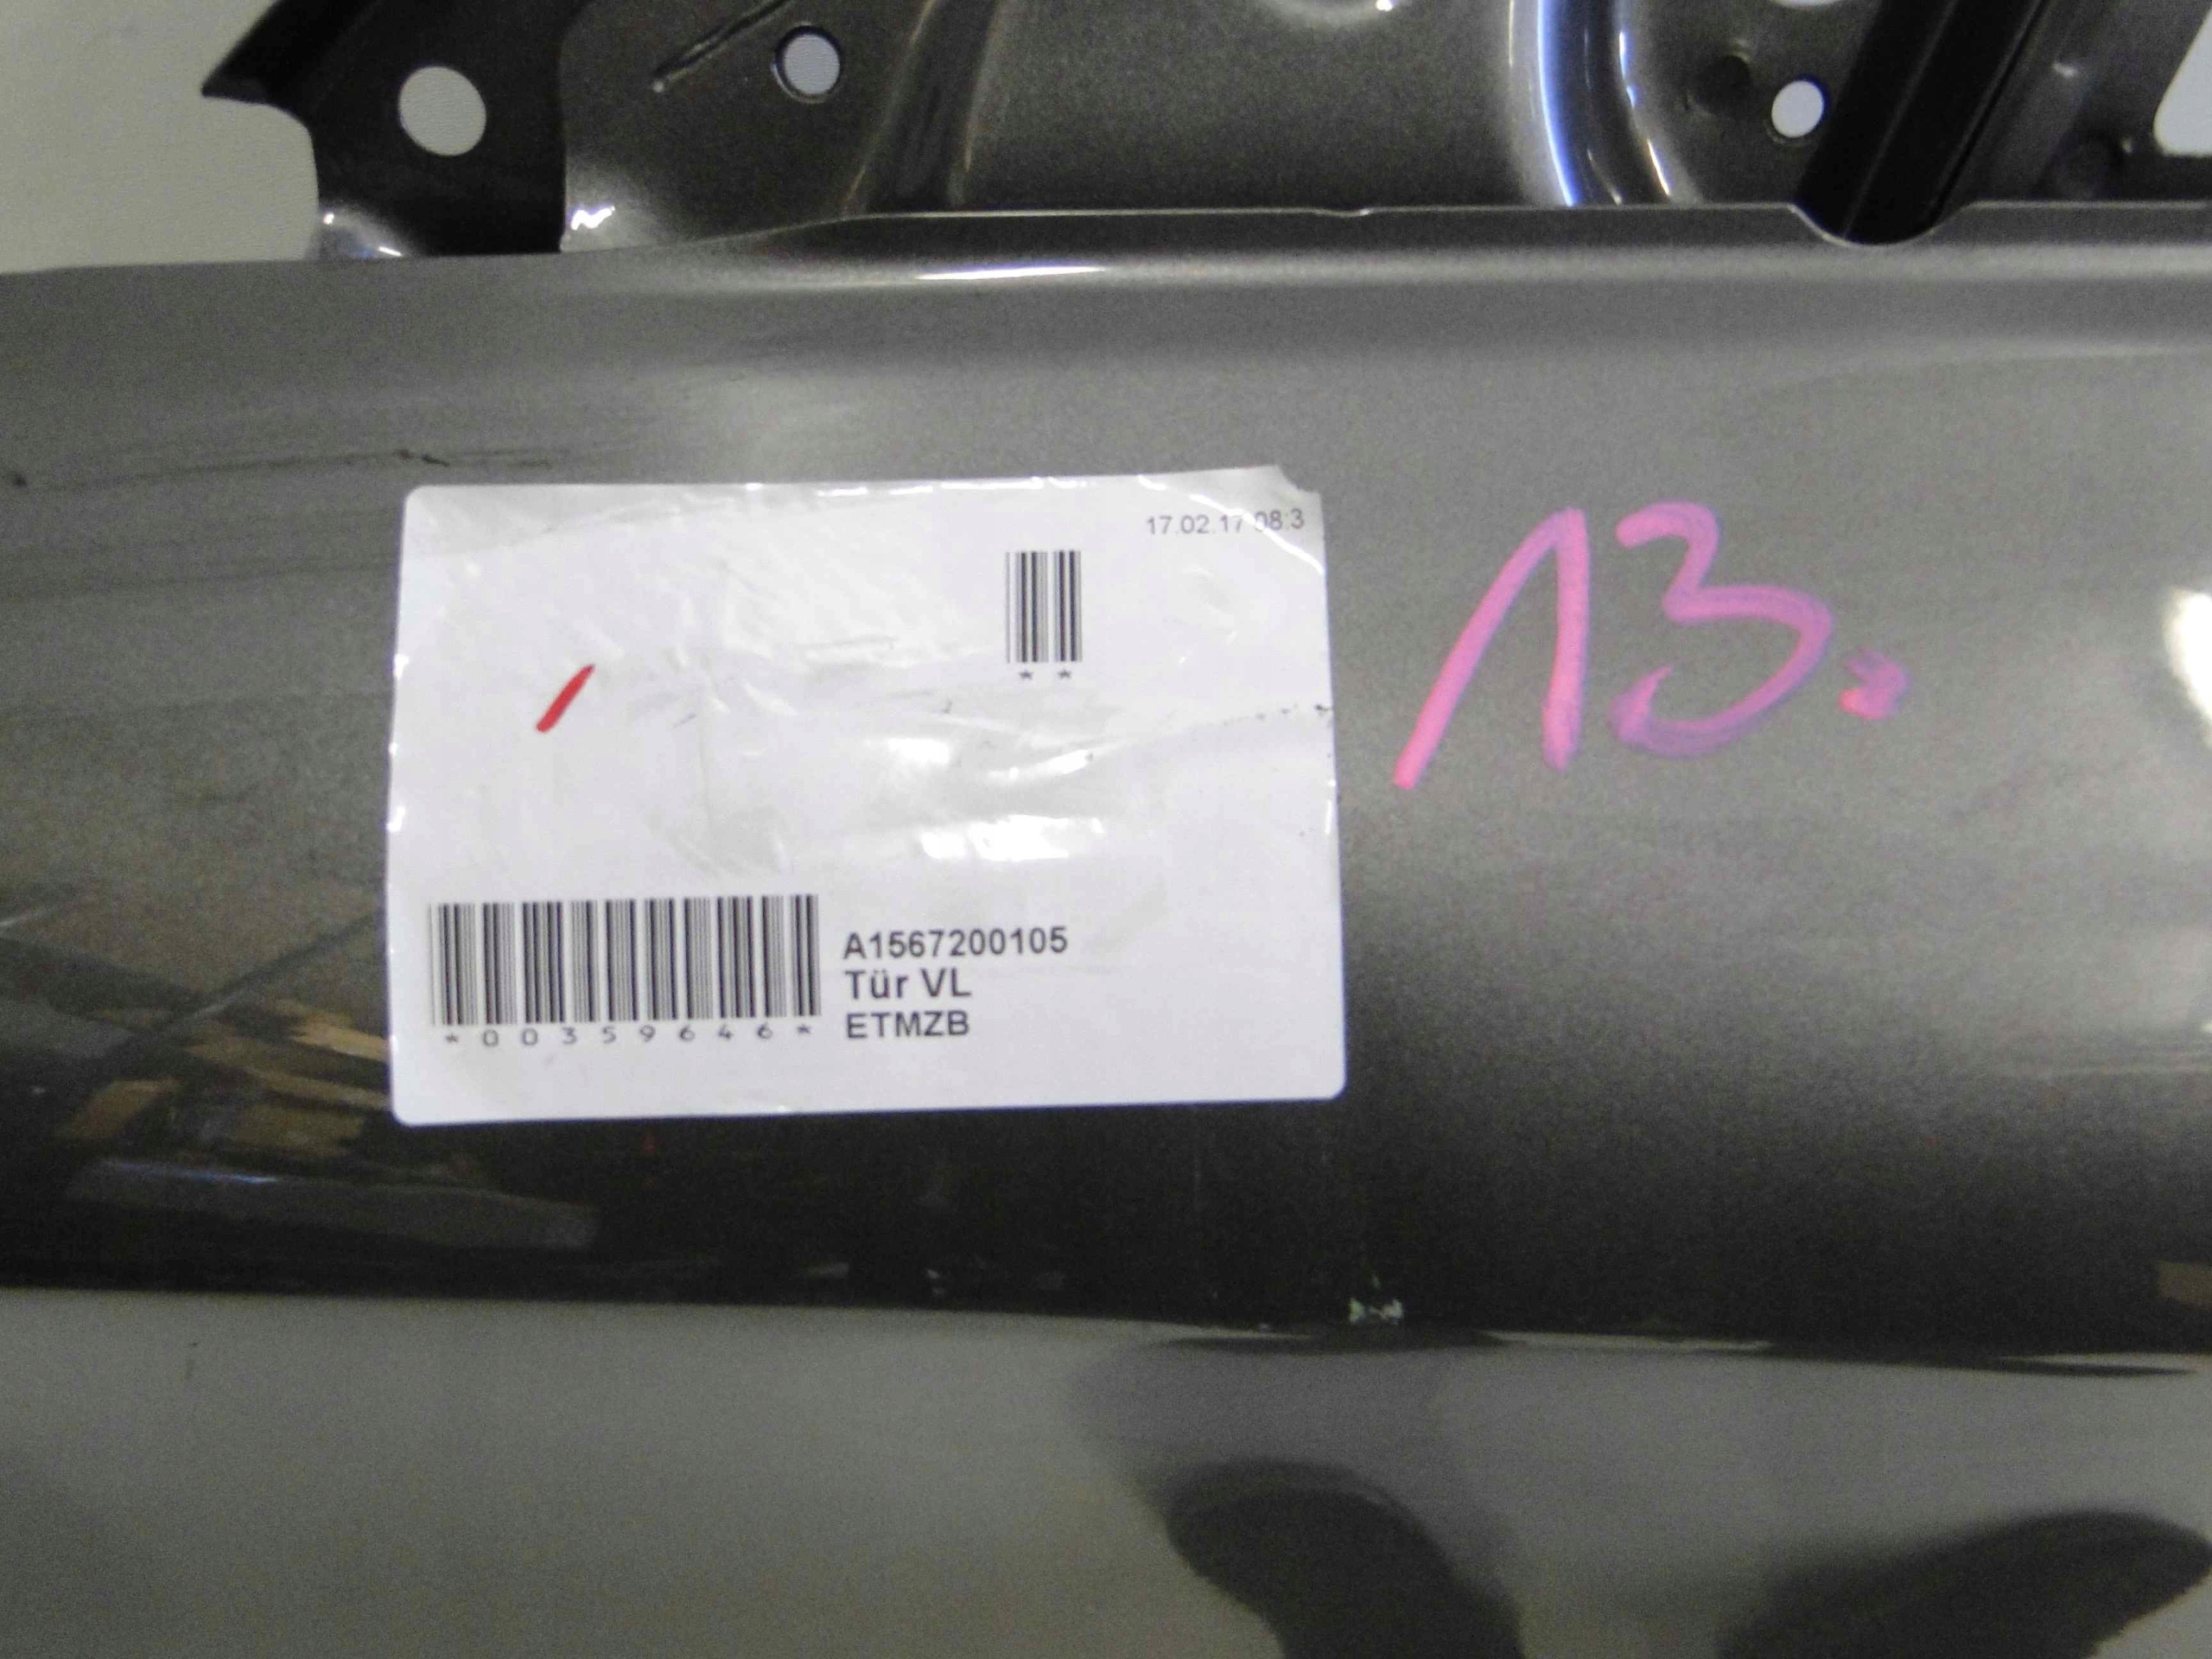 17.02.17 08:3
* *
13.
A1567200105
Tür VL
ETMZB
*00359646*